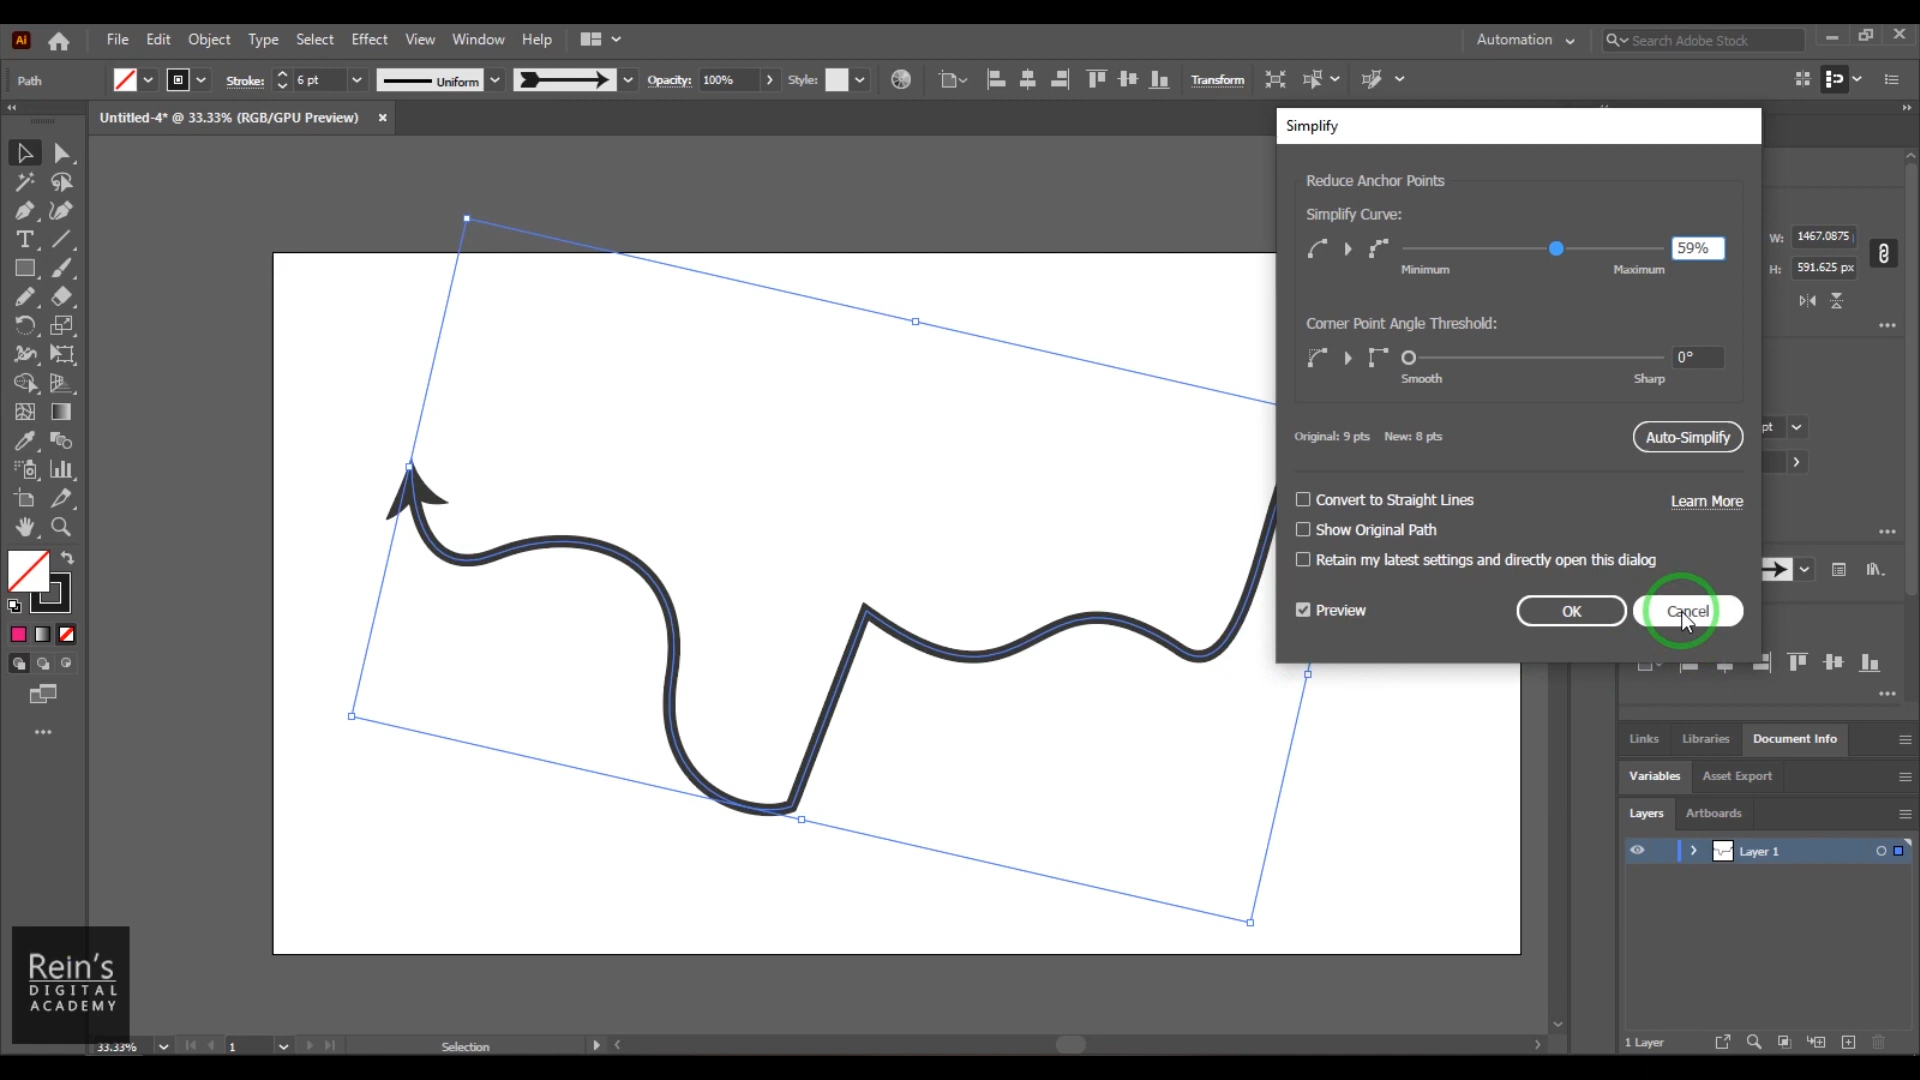 Ai File Edit Object Type Select Effect View Window Help Automation Search Adobe Stock
Path Stroke: 6 pt Uniform Opacity: 100% Style: Transform
Untitled-4* @ 33.33% (RGB/GPU Preview)
Simplify
Reduce Anchor Points
Simplify Curve:
59%
Minimum Maximum
Corner Point Angle Threshold:
0°
Smooth Sharp
Original: 9 pts New: 8 pts Auto-Simplify
Convert to Straight Lines Learn More
Show Original Path
Retain my latest settings and directly open this dialog
Preview OK Cancel
W: 1467.0875
H: 591.625 px
pt
Links Libraries Document Info
Variables Asset Export
Layers Artboards
Layer 1
1 Layer
Rein's
DIGITAL
ACADEMY
33.33% 1 Selection